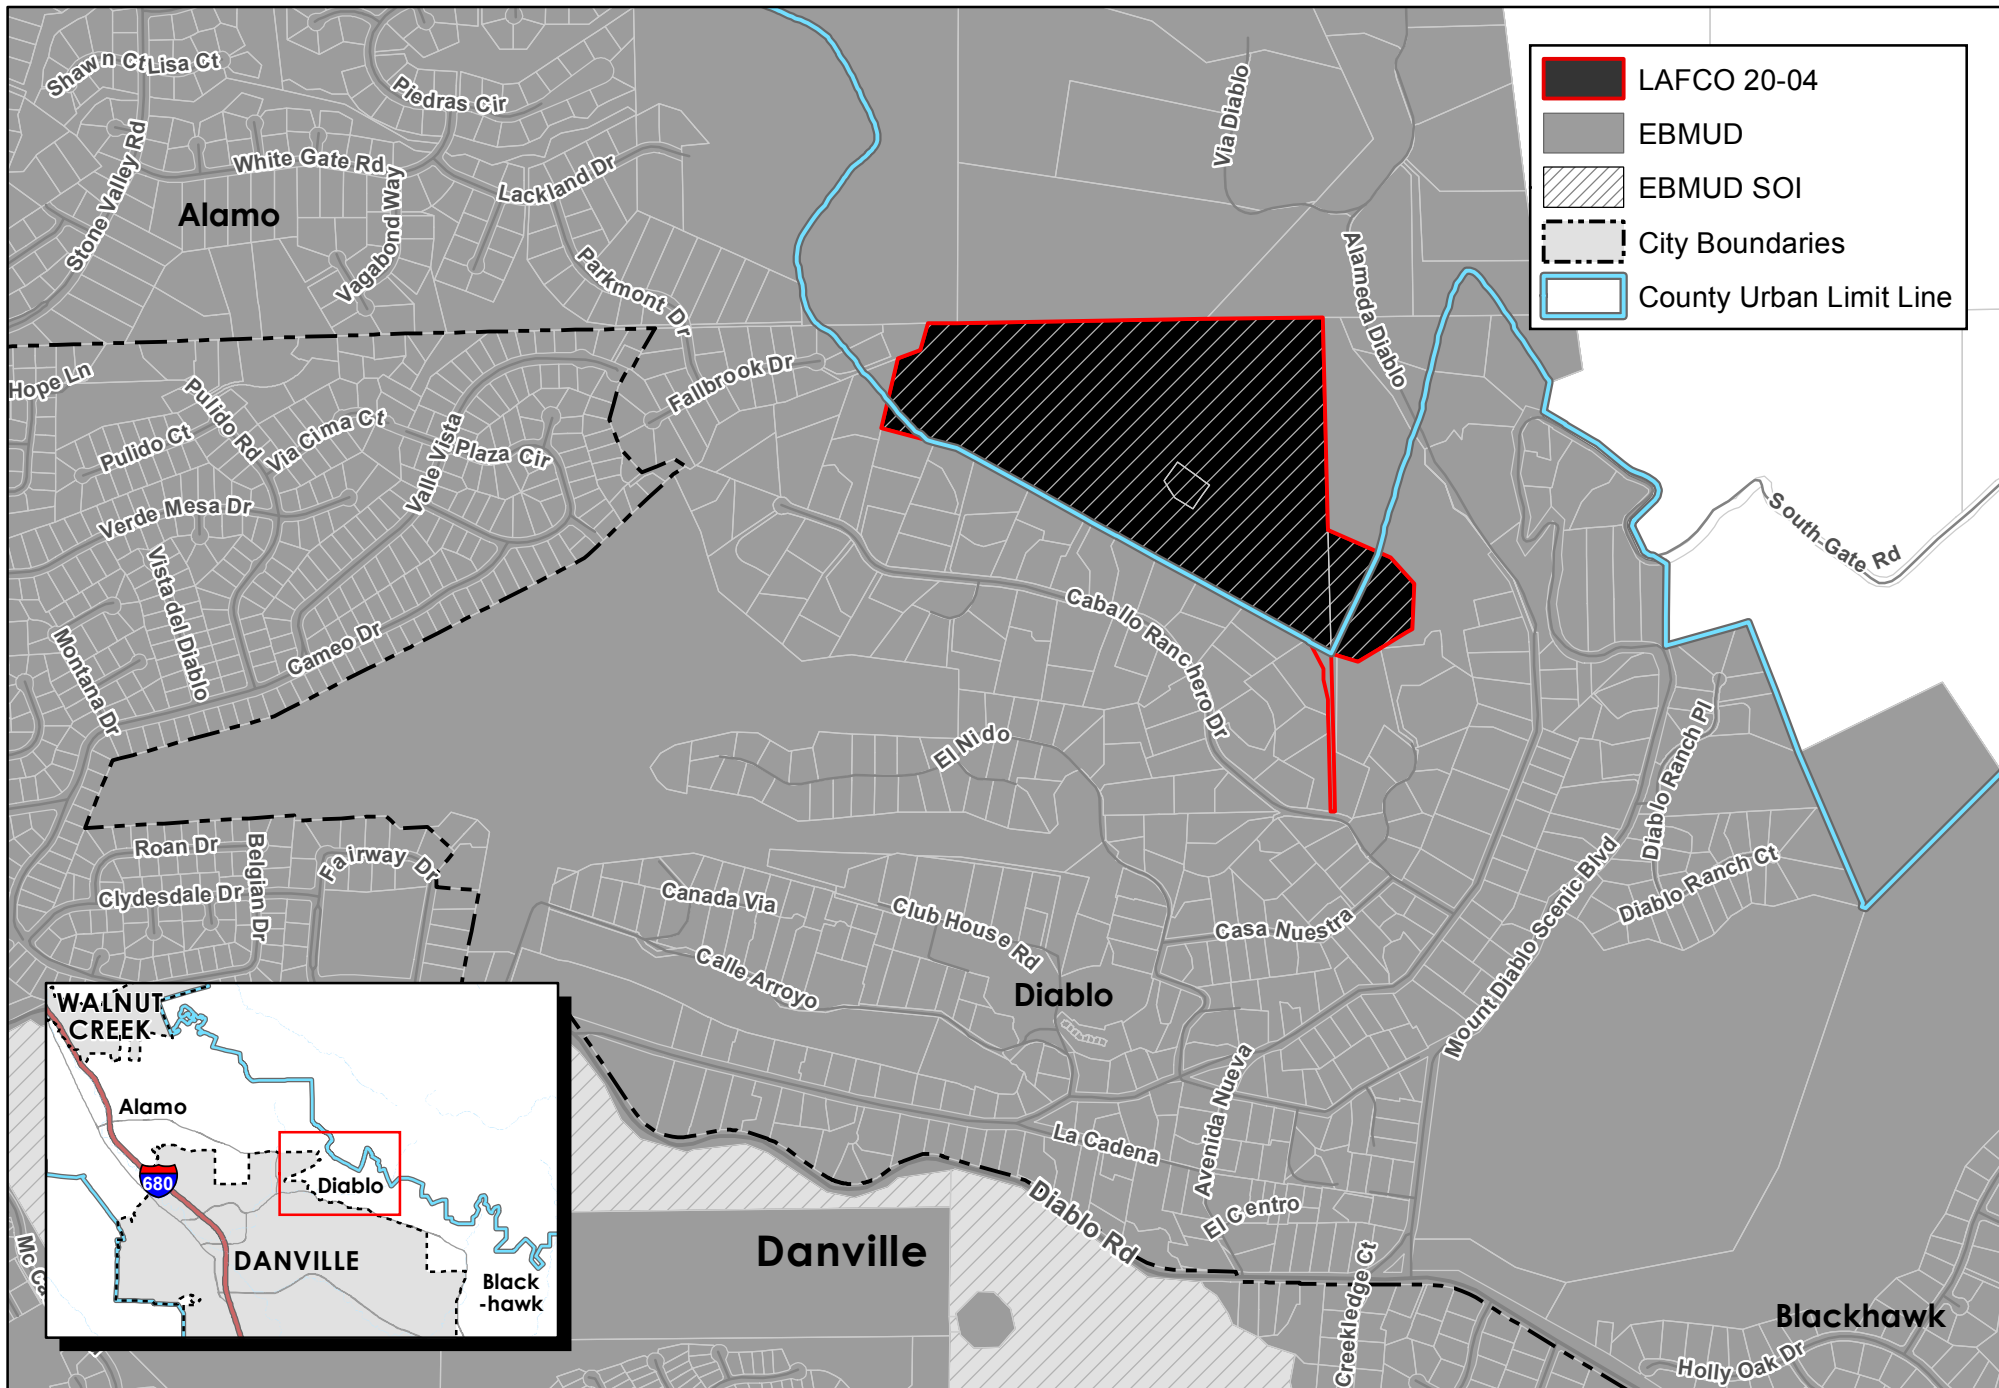 LAFCO 20-04
EBMUD
EBMUD SOI
City Boundaries
County Urban Limit Line
Shawn Ct
Lisa Ct
Piedras Cir
White Gate Rd
Lackland Dr
Stone Valley Rd
Alamo
Vagabond Way
Parkmont Dr
Via Diablo
Alameda Diablo
Hope Ln
Pulido Rd
Fallbrook Dr
Pulido Ct
Via Cima Ct
Valle Vista
Plaza Cir
Verde Mesa Dr
Vista del Diablo
Cameo Dr
Montana Dr
South Gate Rd
Caballo Ranchero Dr
El Nido
Diablo Ranch Pl
Diablo Ranch Ct
Mount Diablo Scenic Blvd
Roan Dr
Belgian Dr
Fairway Dr
Clydesdale Dr
Canada Via
Club House Rd
Casa Nuestra
Calle Arroyo
Diablo
Avenida Nueva
La Cadena
El Centro
Diablo Rd
Danville
Creekledge Ct
Blackhawk
Holly Oak Dr
WALNUT
CREEK
Alamo
680
Diablo
DANVILLE
Black
-hawk